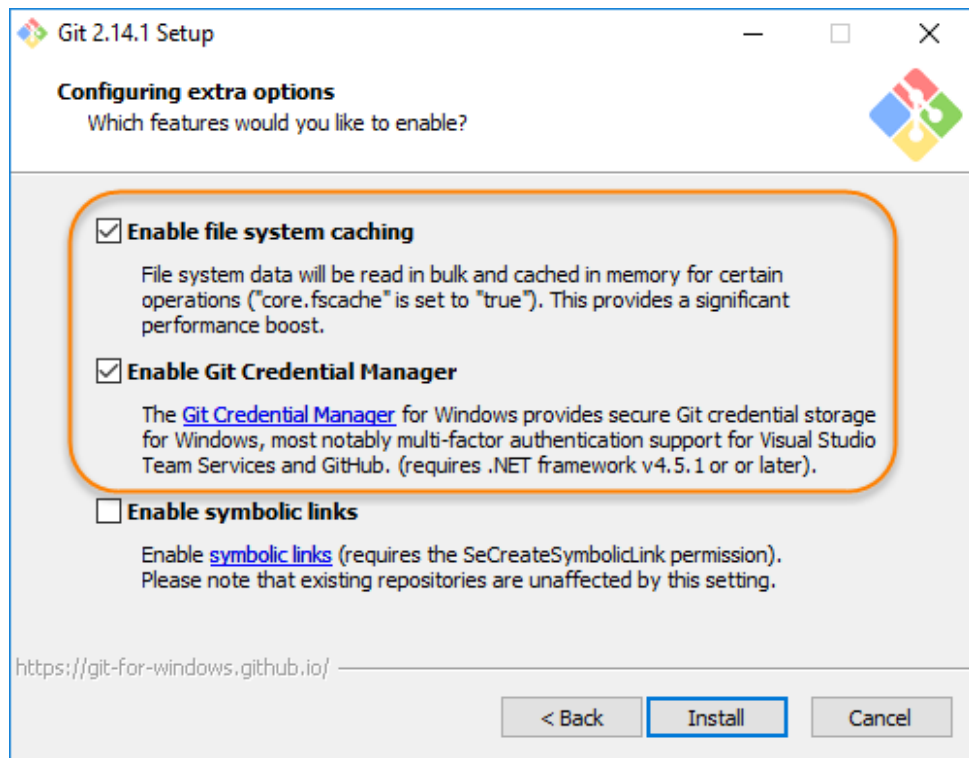 Git 2.14.1 Setup
Configuring extra options
Which features would you like to enable?
Enable file system caching
File system data will be read in bulk and cached in memory for certain
operations ("core.fscache" is set to "true"). This provides a significant
performance boost.
Enable Git Credential Manager
The Git Credential Manager for Windows provides secure Git credential storage
for Windows, most notably multi-factor authentication support for Visual Studio
Team Services and GitHub. (requires .NET framework v4.5.1 or or later).
Enable symbolic links
Enable symbolic links (requires the SeCreateSymbolicLink permission).
Please note that existing repositories are unaffected by this setting.
https://git-for-windows.github.io/
< Back Install Cancel